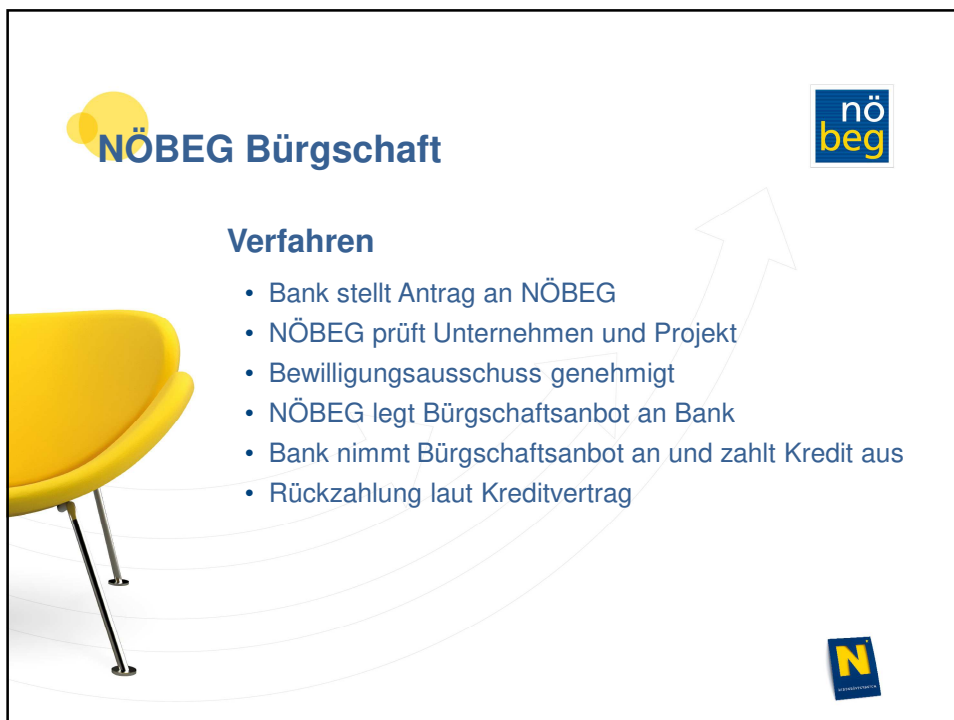 NÖBEG Bürgschaft
nö
beg
Verfahren
• Bank stellt Antrag an NÖBEG
• NÖBEG prüft Unternehmen und Projekt
• Bewilligungsausschuss genehmigt
• NÖBEG legt Bürgschaftsanbot an Bank
• Bank nimmt Bürgschaftsanbot an und zahlt Kredit aus
• Rückzahlung laut Kreditvertrag
N
NIEDERÖSTERREICH